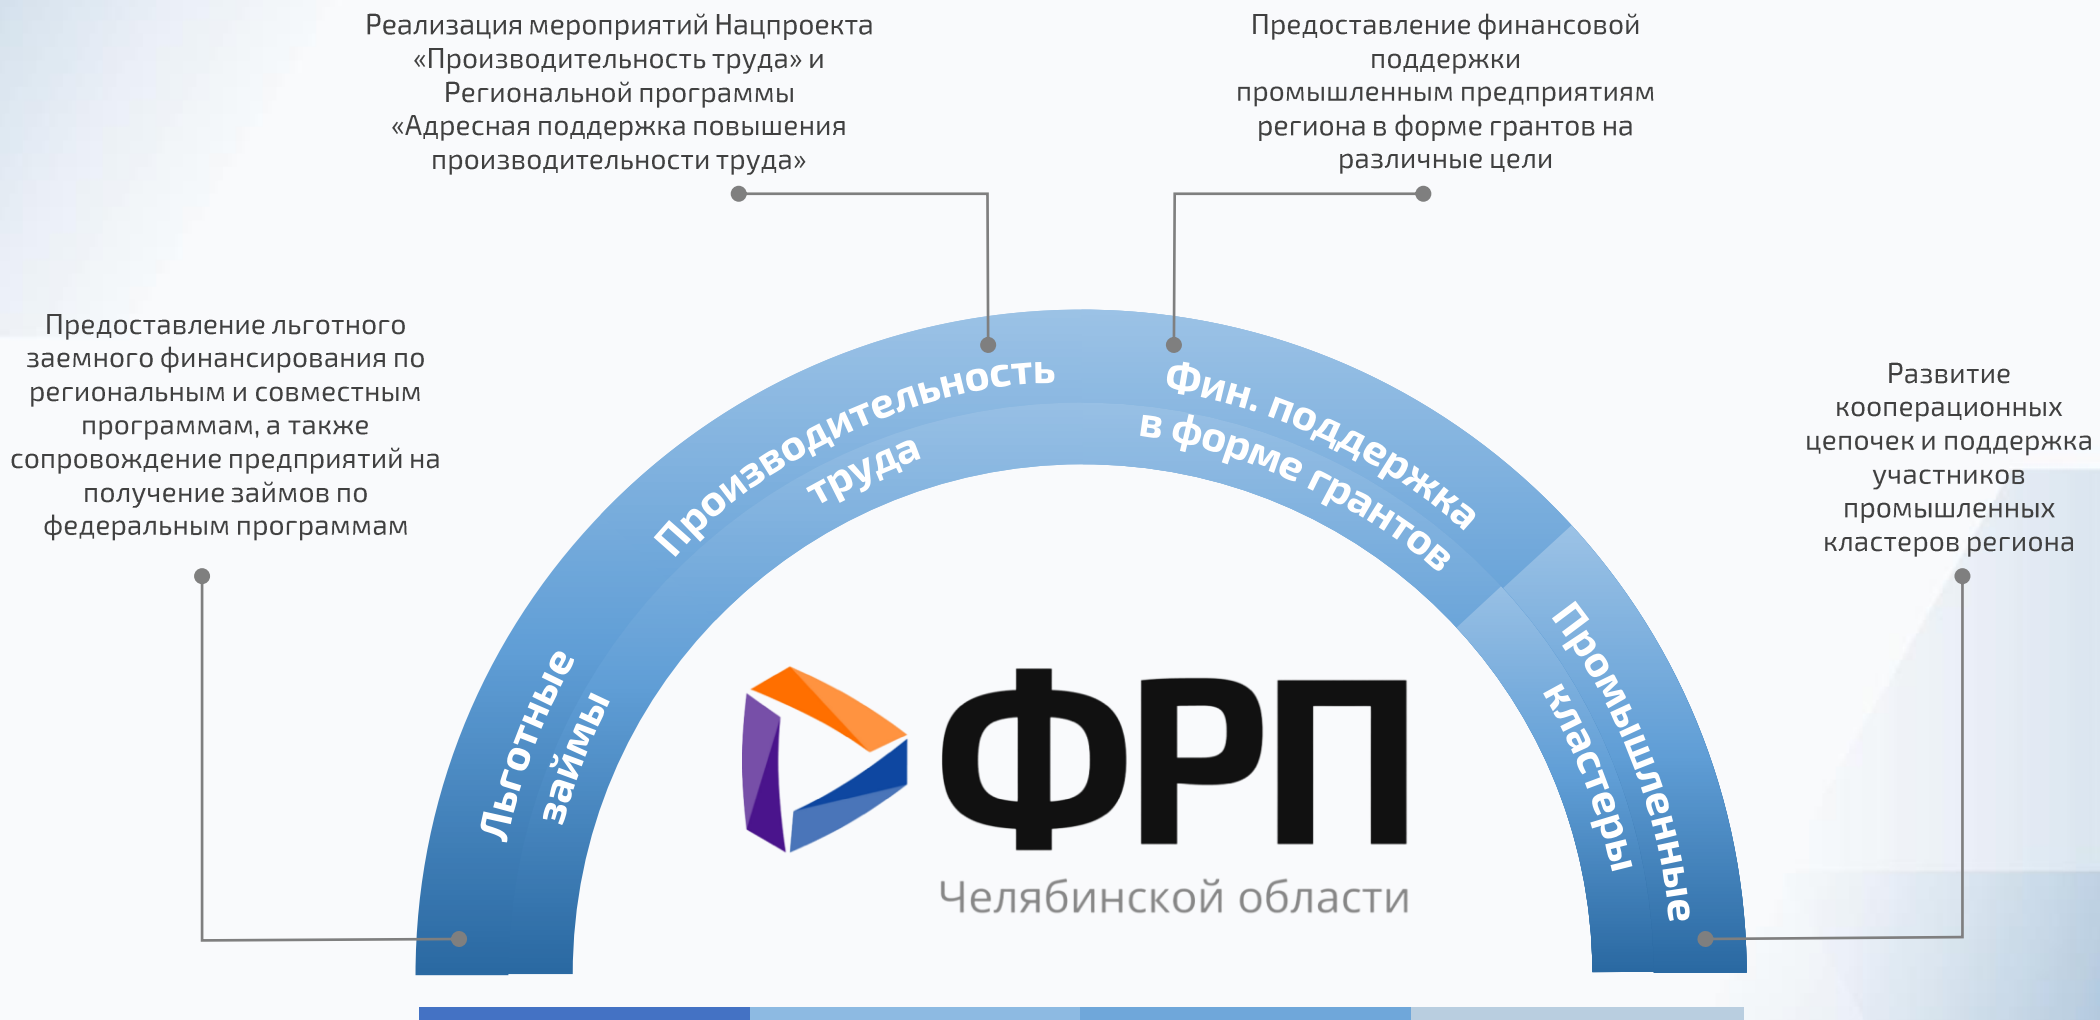 Реализация мероприятий Нацпроекта
«Производительность труда» и
Региональной программы
«Адресная поддержка повышения
производительности труда»
Предоставление финансовой
поддержки
промышленным предприятиям
региона в форме грантов на
различные цели
Предоставление льготного
заемного финансирования по
региональным и совместным
программам, а также
сопровождение предприятий на
получение займов по
федеральным программам
Развитие
кооперационных
цепочек и поддержка
участников
промышленных
кластеров региона
Льготные
займы
Производительность
труда
Фин. поддержка
в форме грантов
Промышленные
кластеры
ФРП
Челябинской области